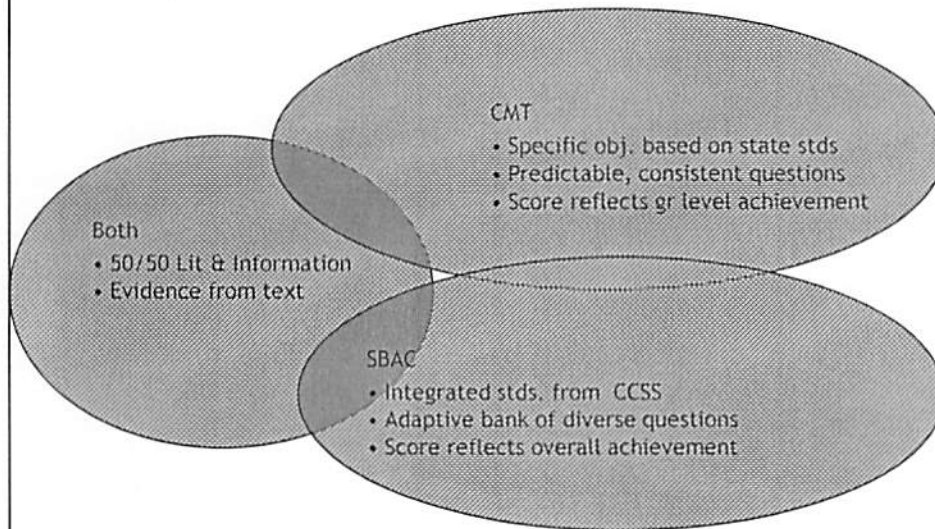 CMT
• Specific obj. based on state stds
• Predictable, consistent questions
• Score reflects gr level achievement
Both
• 50/50 Lit & Information
• Evidence from text
SBAC
• Integrated stds. from CCSS
• Adaptive bank of diverse questions
• Score reflects overall achievement